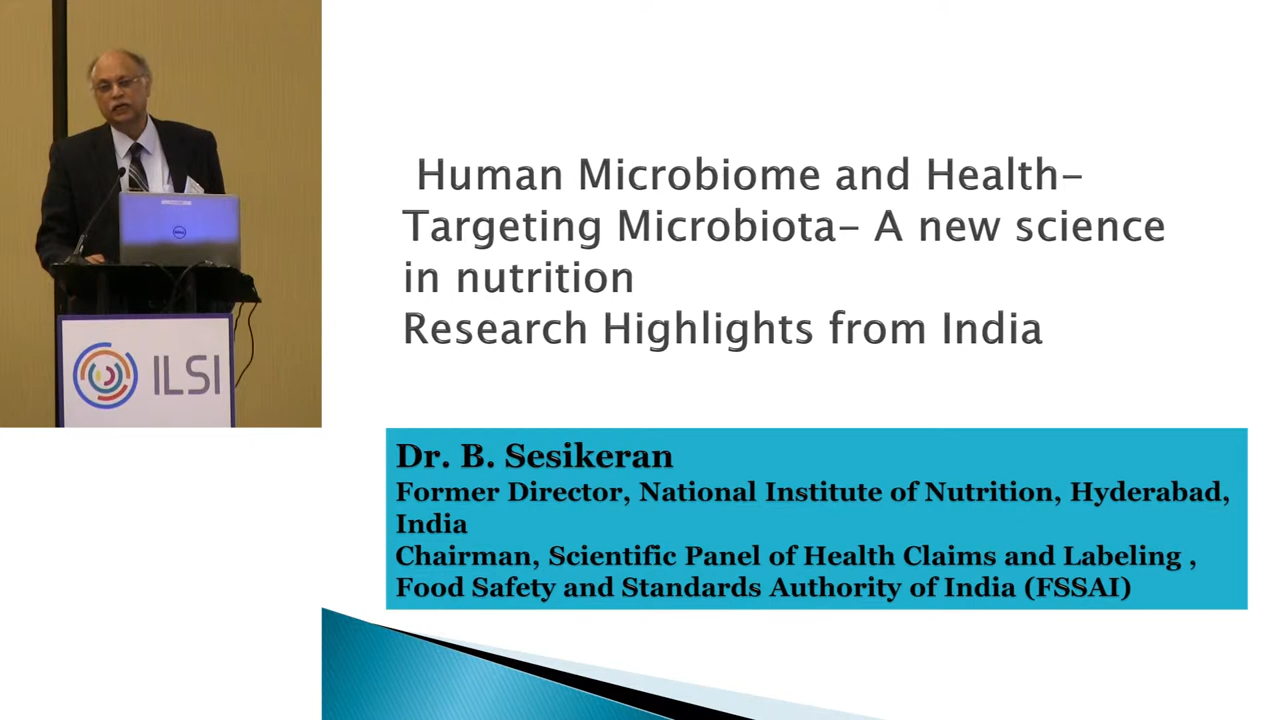 Human Microbiome and Health-
Targeting Microbiota- A new science
in nutrition
Research Highlights from India
Dr. B. Sesikeran
Former Director, National Institute of Nutrition, Hyderabad,
India
Chairman, Scientific Panel of Health Claims and Labeling ,
Food Safety and Standards Authority of India (FSSAI)
DELL
ILSI